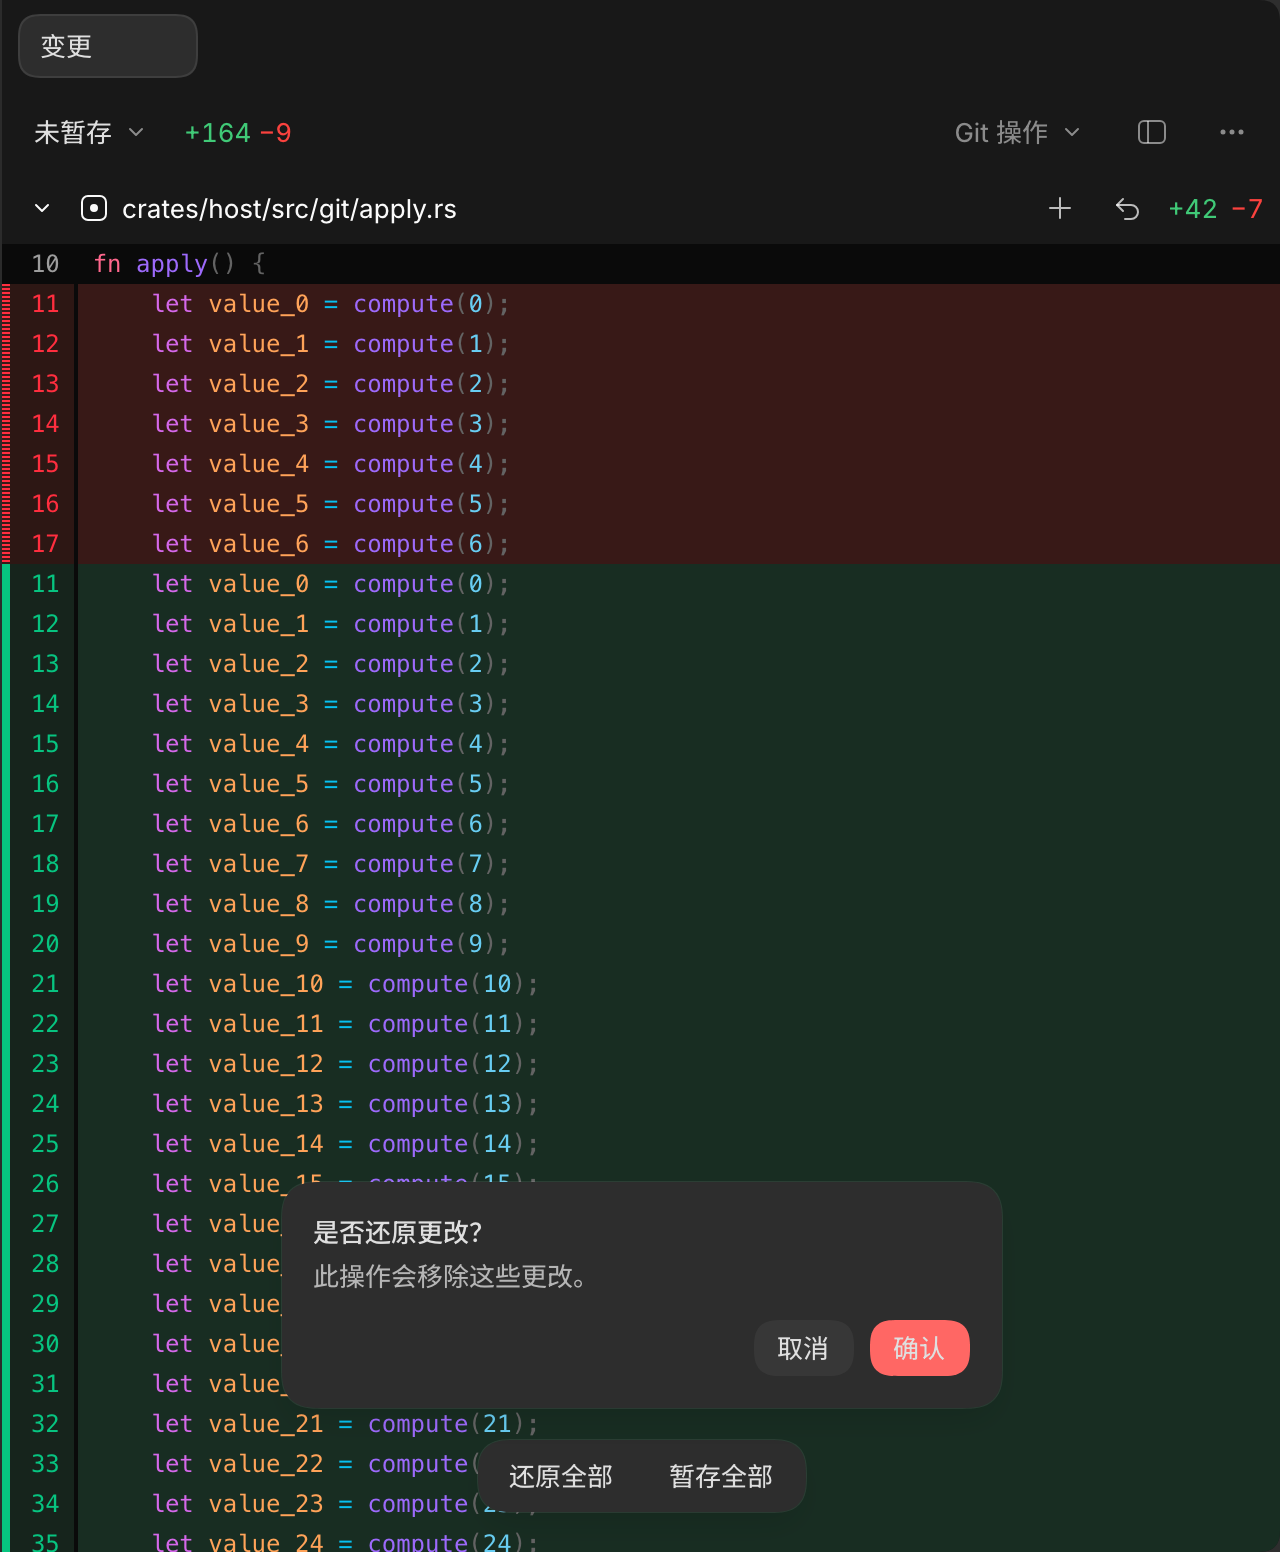 变更
未暂存 +164 −9 Git 操作
crates/host/src/git/apply.rs +42 −7
10 fn apply() {
11 let value_0 = compute(0);
12 let value_1 = compute(1);
13 let value_2 = compute(2);
14 let value_3 = compute(3);
15 let value_4 = compute(4);
16 let value_5 = compute(5);
17 let value_6 = compute(6);
11 let value_0 = compute(0);
12 let value_1 = compute(1);
13 let value_2 = compute(2);
14 let value_3 = compute(3);
15 let value_4 = compute(4);
16 let value_5 = compute(5);
17 let value_6 = compute(6);
18 let value_7 = compute(7);
19 let value_8 = compute(8);
20 let value_9 = compute(9);
21 let value_10 = compute(10);
22 let value_11 = compute(11);
23 let value_12 = compute(12);
24 let value_13 = compute(13);
25 let value_14 = compute(14);
26 let value_15 = compute(15);
27 let value_
28 let value_
29 let value_
30 let value_
31 let value_
是否还原更改？
此操作会移除这些更改。
取消 确认
32 let value_21 = compute(21);
33 let value_22 = compute(
34 let value_23 = compute(
还原全部 暂存全部
35 let value_24 = compute(24);